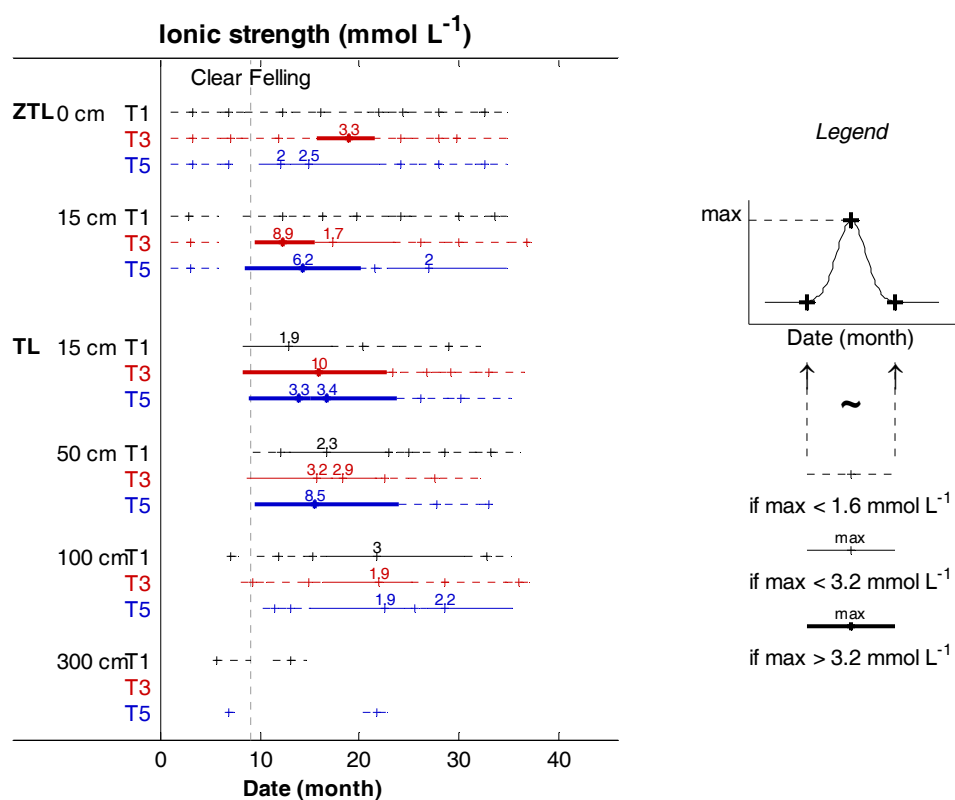 Ionic strength (mmol L-1)
Clear Felling
ZTL 0 cm T1
T3 3,3
T5 2 2,5
15 cm T1
T3 8,9 1,7
T5 6,2 2
TL 15 cm T1 1,9
T3 10
T5 3,3 3,4
50 cm T1 2,3
T3 3,2 2,9
T5 8,5
100 cm T1 3
T3 1,9
T5 1,9 2,2
300 cm T1
T3
T5
0 10 20 30 40
Date (month)
Legend
max
Date (month)
~
if max < 1.6 mmol L-1
max
if max < 3.2 mmol L-1
max
if max > 3.2 mmol L-1